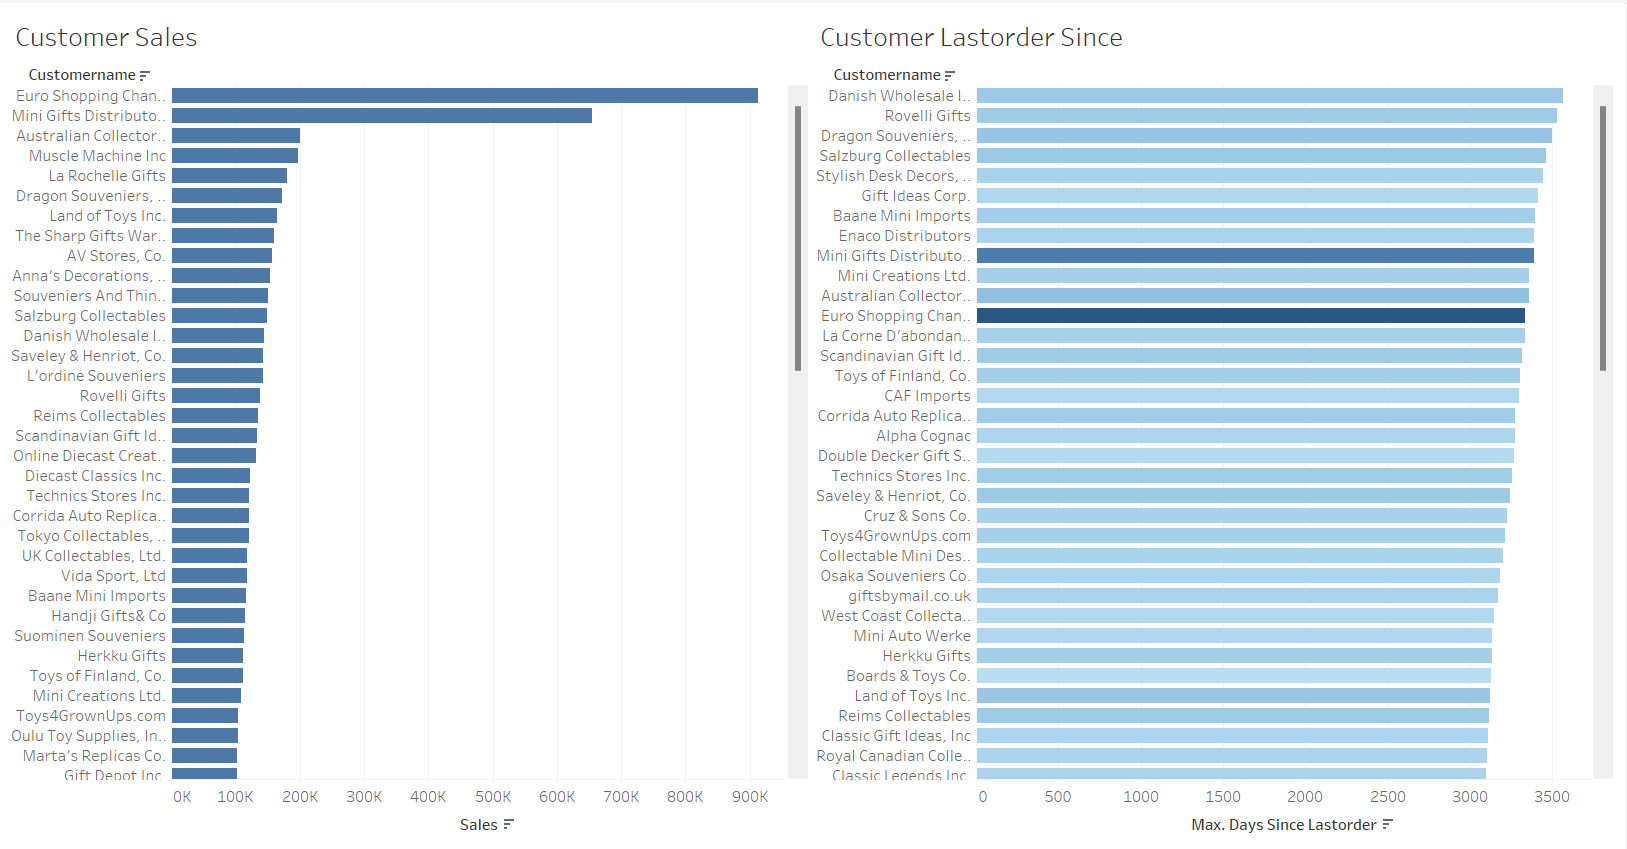 Customer Sales
Customername
Euro Shopping Chan..
Mini Gifts Distributo..
Australian Collector..
Muscle Machine Inc
La Rochelle Gifts
Dragon Souveniers, ..
Land of Toys Inc.
The Sharp Gifts War..
AV Stores, Co.
Anna's Decorations, ..
Souveniers And Thin..
Salzburg Collectables
Danish Wholesale I..
Saveley & Henriot, Co.
L'ordine Souveniers
Rovelli Gifts
Reims Collectables
Scandinavian Gift Id..
Online Diecast Creat..
Diecast Classics Inc.
Technics Stores Inc.
Corrida Auto Replica..
Tokyo Collectables, ..
UK Collectables, Ltd.
Vida Sport, Ltd
Baane Mini Imports
Handji Gifts& Co
Suominen Souveniers
Herkku Gifts
Toys of Finland, Co.
Mini Creations Ltd.
Toys4GrownUps.com
Oulu Toy Supplies, In..
Marta's Replicas Co.
Gift Depot Inc.
0K 100K 200K 300K 400K 500K 600K 700K 800K 900K
Sales
Customer Lastorder Since
Customername
Danish Wholesale I..
Rovelli Gifts
Dragon Souveniers, ..
Salzburg Collectables
Stylish Desk Decors, ..
Gift Ideas Corp.
Baane Mini Imports
Enaco Distributors
Mini Gifts Distributo..
Mini Creations Ltd.
Australian Collector..
Euro Shopping Chan..
La Corne D'abondan..
Scandinavian Gift Id..
Toys of Finland, Co.
CAF Imports
Corrida Auto Replica..
Alpha Cognac
Double Decker Gift S..
Technics Stores Inc.
Saveley & Henriot, Co.
Cruz & Sons Co.
Toys4GrownUps.com
Collectable Mini Des..
Osaka Souveniers Co.
giftsbymail.co.uk
West Coast Collecta..
Mini Auto Werke
Herkku Gifts
Boards & Toys Co.
Land of Toys Inc.
Reims Collectables
Classic Gift Ideas, Inc
Royal Canadian Colle..
Classic Legends Inc.
0 500 1000 1500 2000 2500 3000 3500
Max. Days Since Lastorder